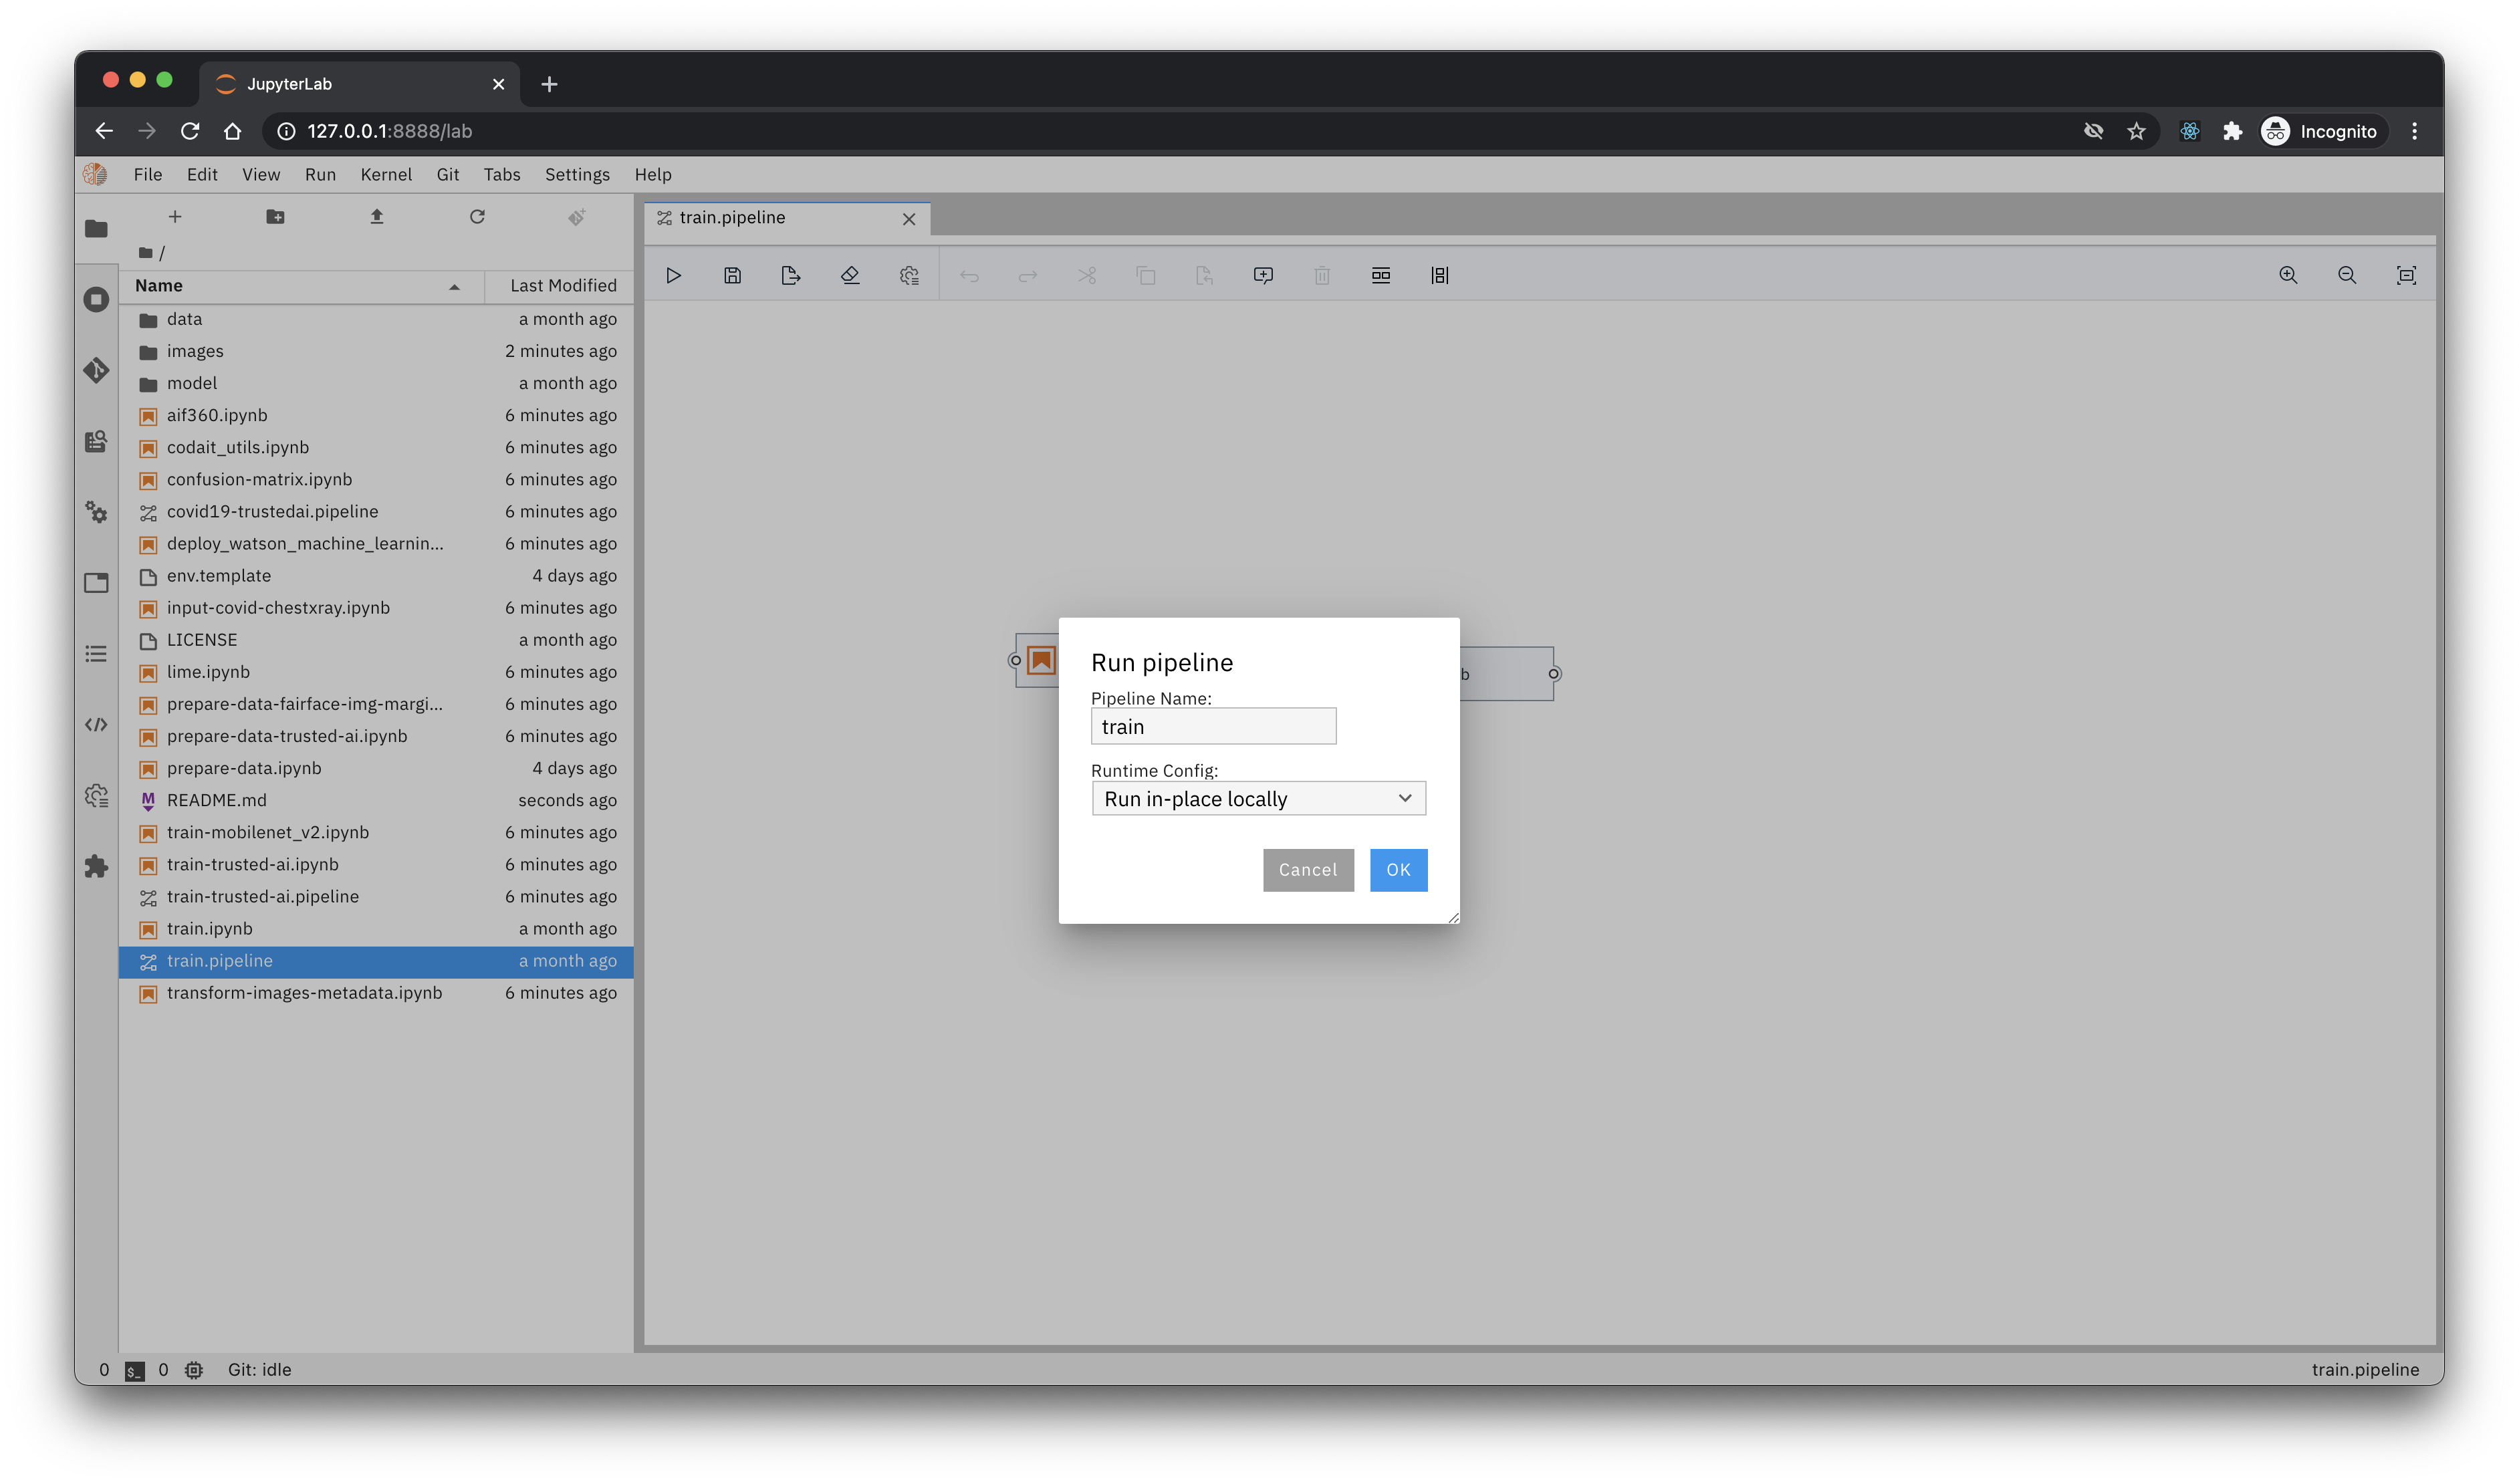 JupyterLab
127.0.0.1:8888/lab
Incognito
File Edit View Run Kernel Git Tabs Settings Help
/
Name Last Modified
data a month ago
images 2 minutes ago
model a month ago
aif360.ipynb 6 minutes ago
codait_utils.ipynb 6 minutes ago
confusion-matrix.ipynb 6 minutes ago
covid19-trustedai.pipeline 6 minutes ago
deploy_watson_machine_learnin... 6 minutes ago
env.template 4 days ago
input-covid-chestxray.ipynb 6 minutes ago
LICENSE a month ago
lime.ipynb 6 minutes ago
prepare-data-fairface-img-margi... 6 minutes ago
prepare-data-trusted-ai.ipynb 6 minutes ago
prepare-data.ipynb 4 days ago
README.md seconds ago
train-mobilenet_v2.ipynb 6 minutes ago
train-trusted-ai.ipynb 6 minutes ago
train-trusted-ai.pipeline 6 minutes ago
train.ipynb a month ago
train.pipeline a month ago
transform-images-metadata.ipynb 6 minutes ago
train.pipeline
b
Run pipeline
Pipeline Name:
train
Runtime Config:
Run in-place locally
Cancel OK
0 $_ 0 Git: idle
train.pipeline